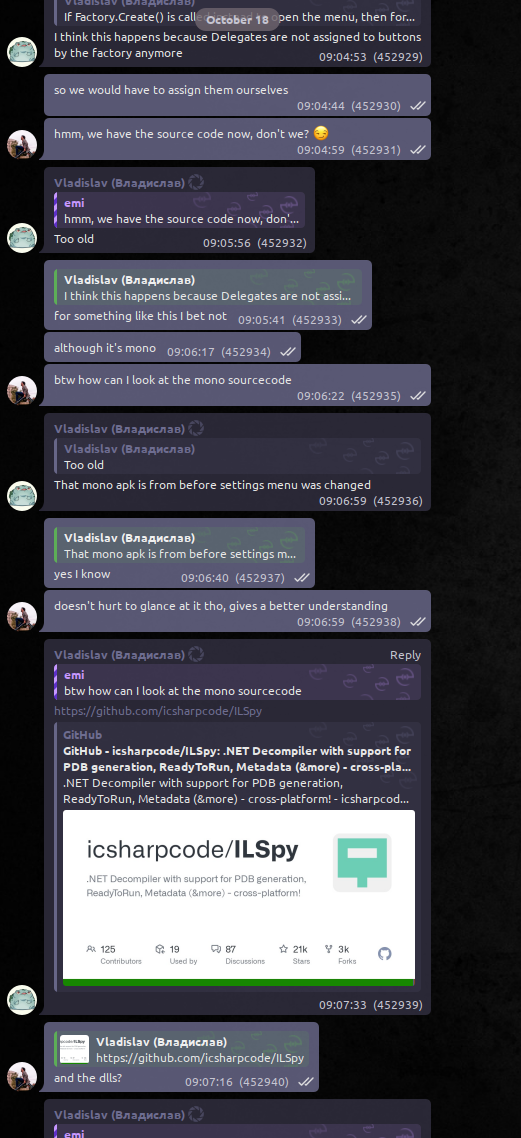 If Factory.Create() is called open the menu, then for...
October 18
I think this happens because Delegates are not assigned to buttons
by the factory anymore
09:04:53 (452929)
so we would have to assign them ourselves
09:04:44 (452930)
hmm, we have the source code now, don't we? 😏
09:04:59 (452931)
Vladislav (Владислав)
emi
hmm, we have the source code now, don'...
Too old 09:05:56 (452932)
Vladislav (Владислав)
I think this happens because Delegates are not assi...
for something like this I bet not 09:05:41 (452933)
although it's mono 09:06:17 (452934)
btw how can I look at the mono sourcecode
09:06:22 (452935)
Vladislav (Владислав)
Vladislav (Владислав)
Too old
That mono apk is from before settings menu was changed
09:06:59 (452936)
Vladislav (Владислав)
That mono apk is from before settings m...
yes I know 09:06:40 (452937)
doesn't hurt to glance at it tho, gives a better understanding
09:06:59 (452938)
Vladislav (Владислав) Reply
emi
btw how can I look at the mono sourcecode
https://github.com/icsharpcode/ILSpy
GitHub
GitHub - icsharpcode/ILSpy: .NET Decompiler with support for
PDB generation, ReadyToRun, Metadata (&more) - cross-pla...
.NET Decompiler with support for PDB generation,
ReadyToRun, Metadata (&more) - cross-platform! - icsharpcod...
icsharpcode/ILSpy
.NET Decompiler with support for PDB generation,
ReadyToRun, Metadata (&more) - cross-platform!
125 19 87 21k 3k
Contributors Used by Discussions Stars Forks
09:07:33 (452939)
Vladislav (Владислав)
https://github.com/icsharpcode/ILSpy
and the dlls? 09:07:16 (452940)
Vladislav (Владислав)
emi